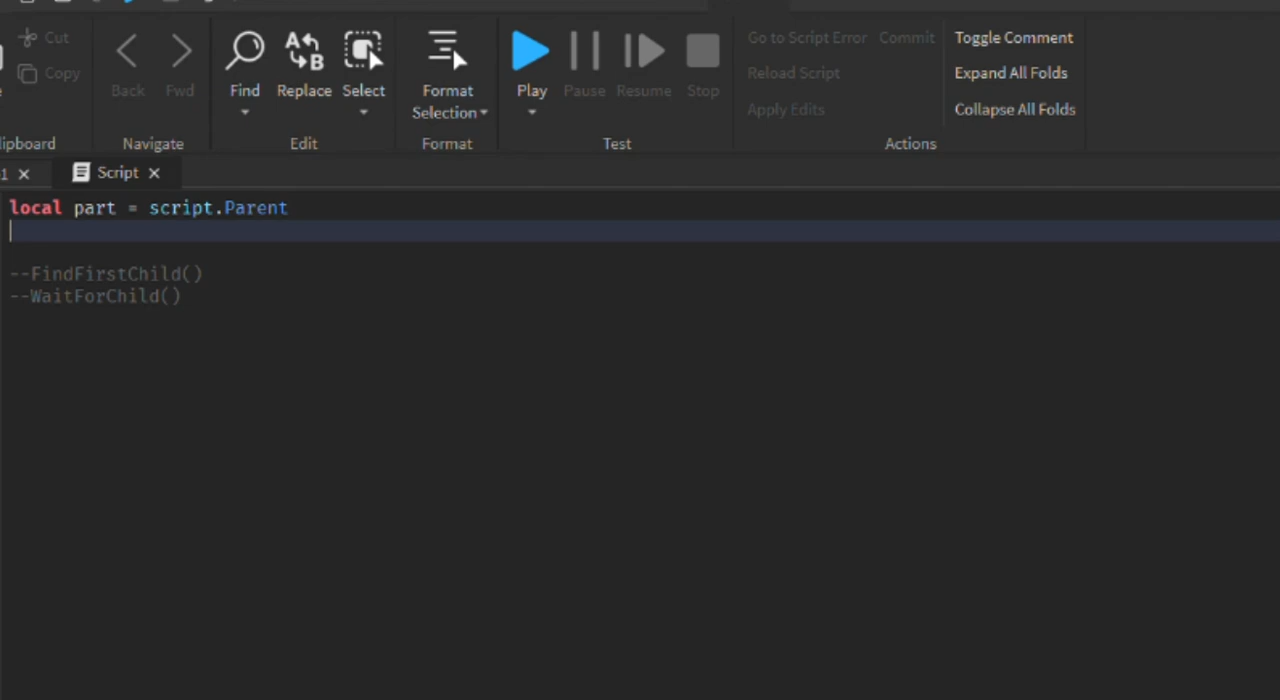 Cut
Copy
Back Fwd Find Replace Select Format Selection Play Pause Resume Stop
Go to Script Error Commit Toggle Comment
Reload Script Expand All Folds
Apply Edits Collapse All Folds
Navigate Edit Format Test Actions
1 × Script ×
local part = script.Parent
--FindFirstChild()
--WaitForChild()